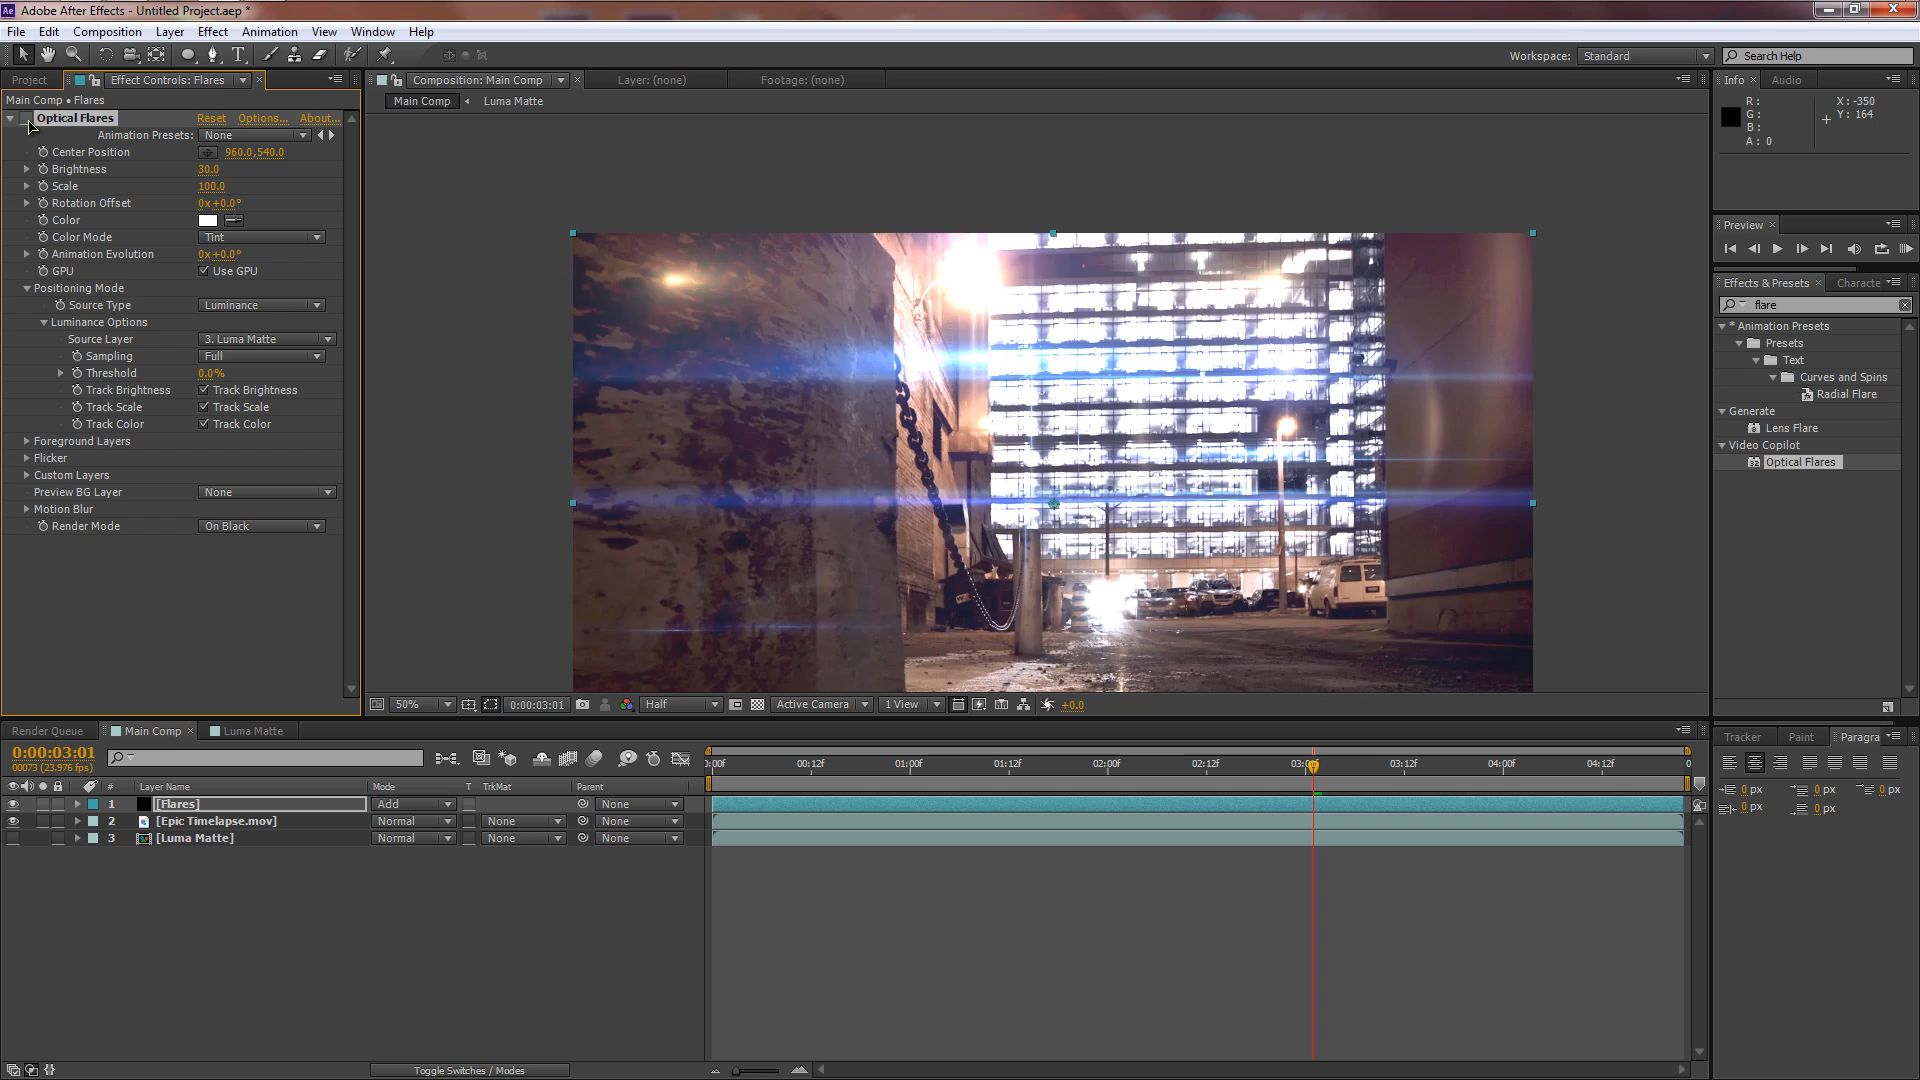 Adobe After Effects - Untitled Project.aep *
File Edit Composition Layer Effect Animation View Window Help
Workspace: Standard Search Help
Project Effect Controls: Flares
Main Comp • Flares
Optical Flares Reset Options... About...
Animation Presets: None
Center Position 960.0,540.0
Brightness 30.0
Scale 100.0
Rotation Offset 0x+0.0°
Color
Color Mode Tint
Animation Evolution 0x+0.0°
GPU Use GPU
Positioning Mode
Source Type Luminance
Luminance Options
Source Layer 3. Luma Matte
Sampling Full
Threshold 0.0%
Track Brightness Track Brightness
Track Scale Track Scale
Track Color Track Color
Foreground Layers
Flicker
Custom Layers
Preview BG Layer None
Motion Blur
Render Mode On Black
Composition: Main Comp Layer: (none) Footage: (none)
Main Comp Luma Matte
50% 0:00:03:01 Half Active Camera 1 View +0.0
Info Audio
R :
G :
B :
A : 0
X: -350
Y: 164
Preview
Effects & Presets Characte
flare
* Animation Presets
Presets
Text
Curves and Spins
Radial Flare
Generate
Lens Flare
Video Copilot
Optical Flares
Render Queue Main Comp Luma Matte
0:00:03:01
00073 (23.976 fps)
# Layer Name Mode T TrkMat Parent
1 [Flares] Add None
2 [Epic Timelapse.mov] Normal None None
3 [Luma Matte] Normal None None
00:12f 01:00f 01:12f 02:00f 02:12f 03:12f 04:00f 04:12f
Toggle Switches / Modes
Tracker Paint Paragra
0 px 0 px 0 px
0 px 0 px